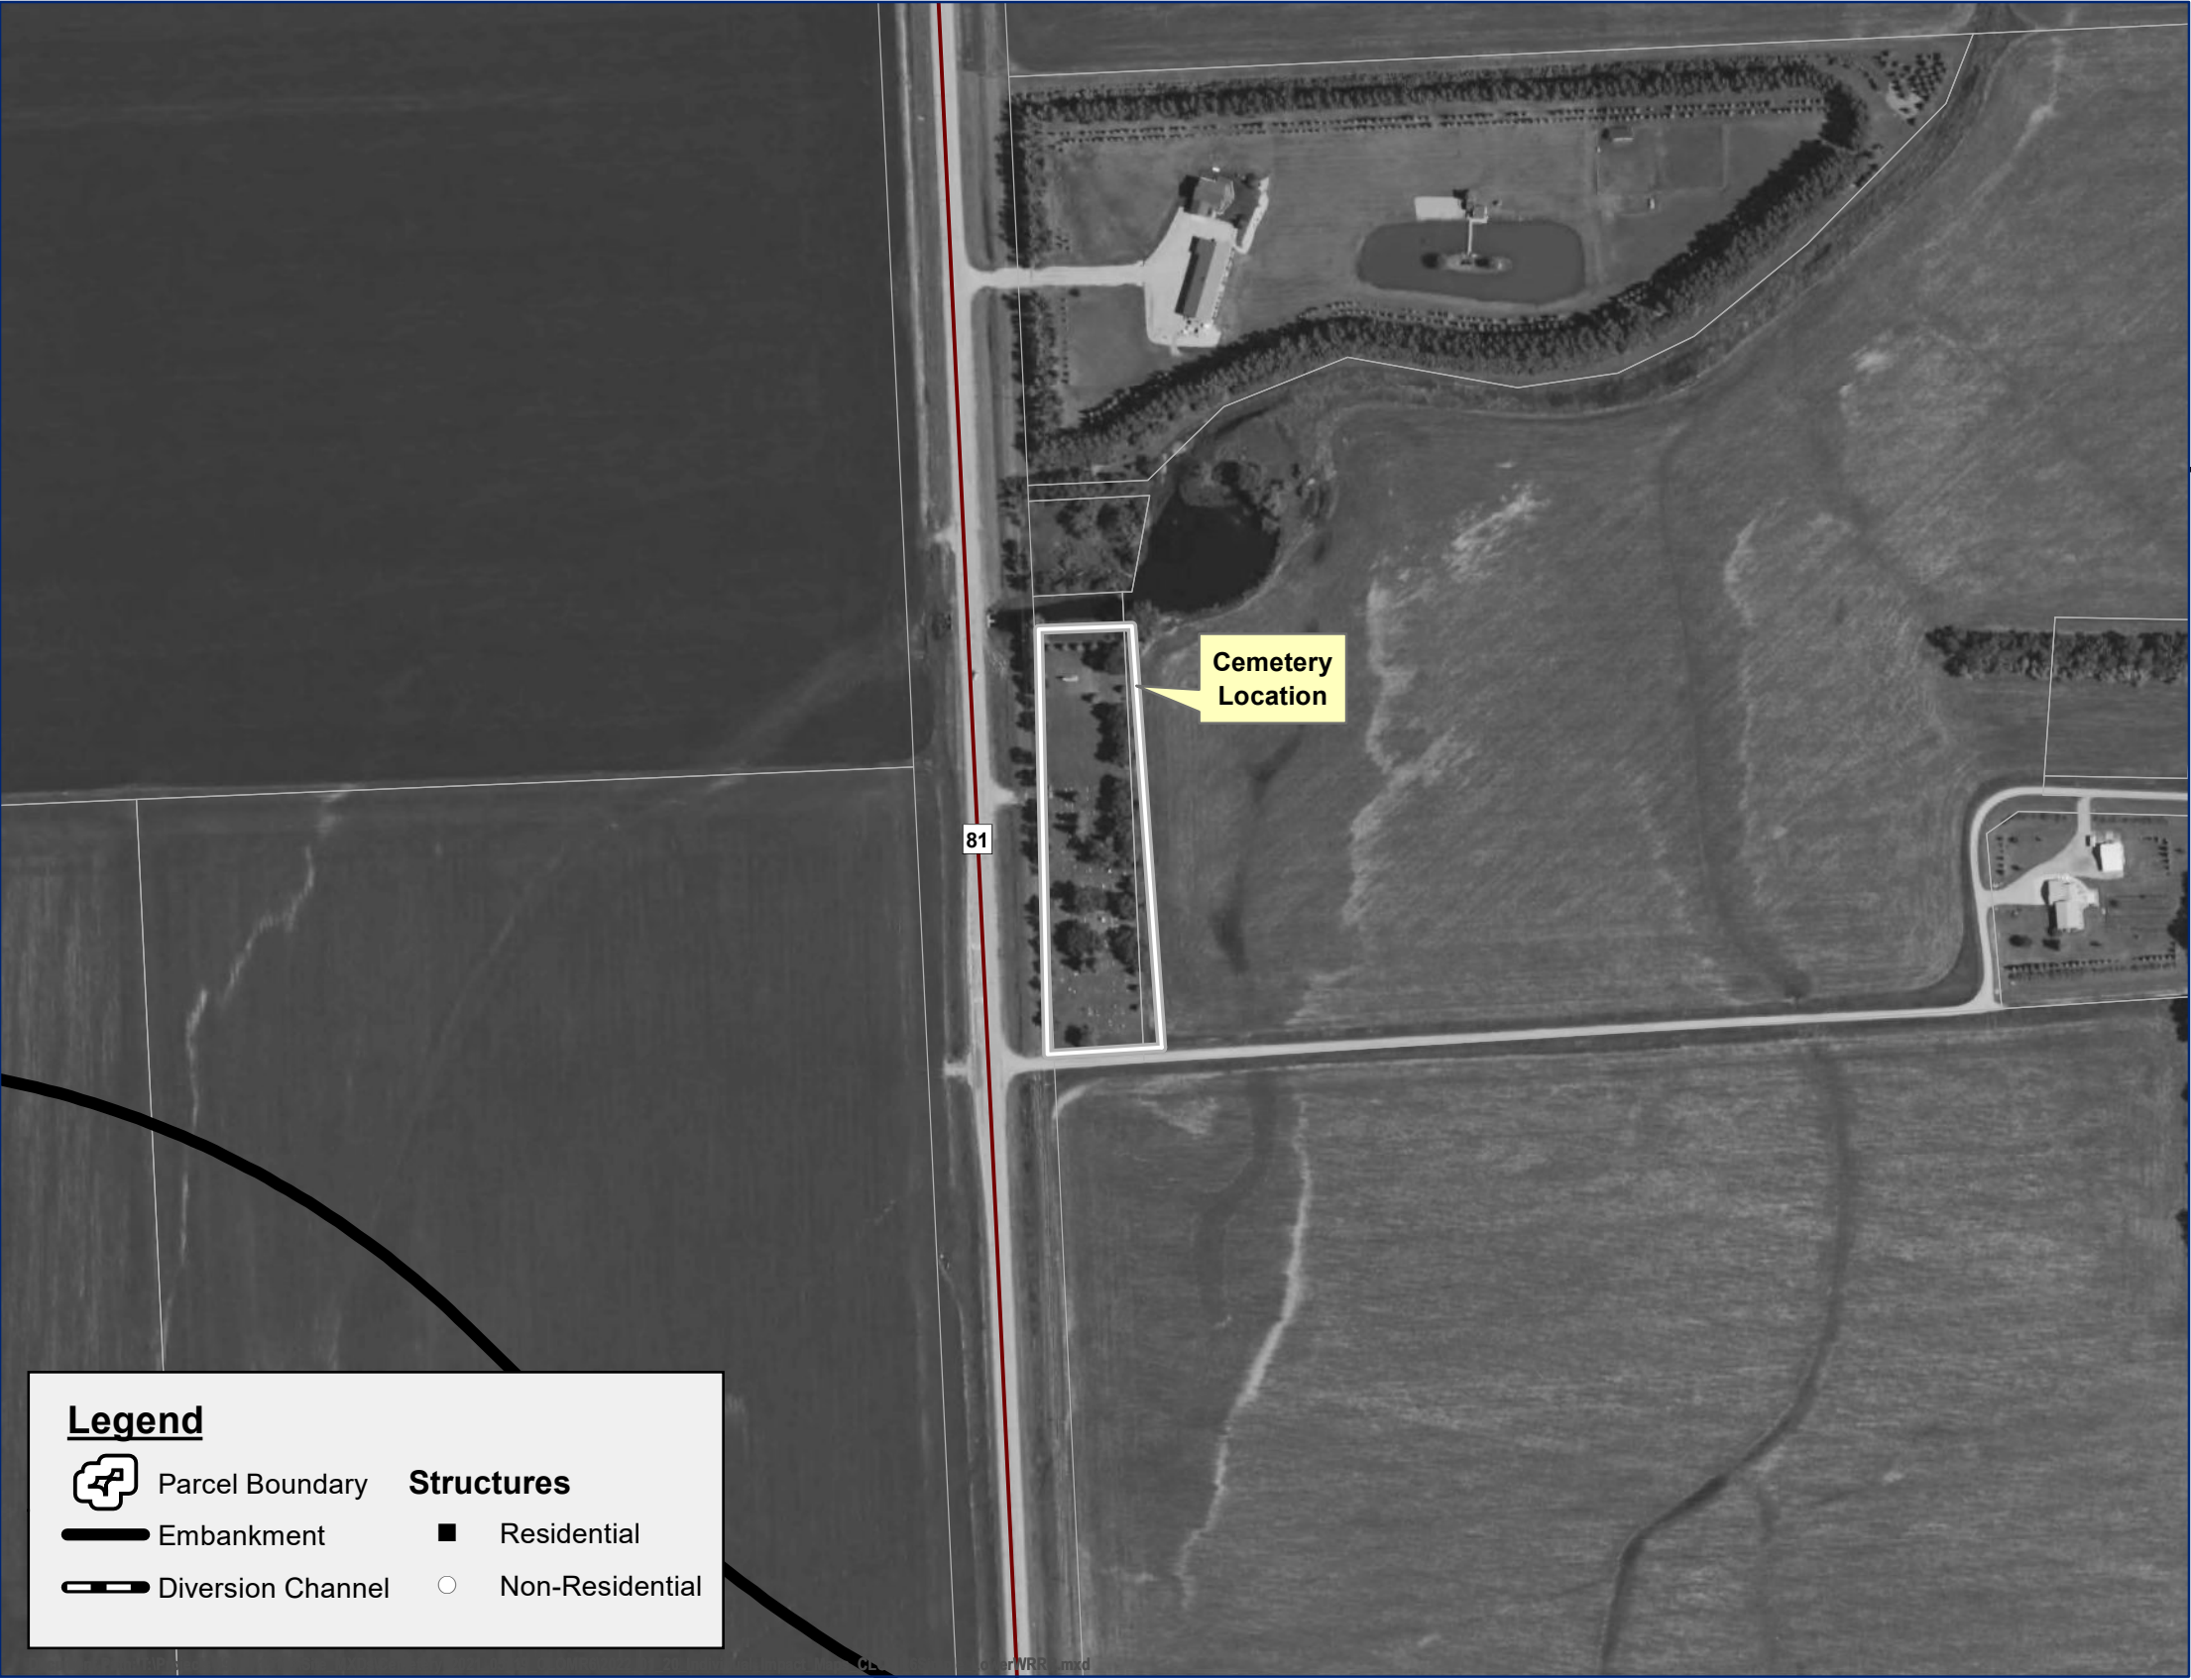 Cemetery
Location
81
Legend
Parcel Boundary
Structures
Embankment
Residential
Diversion Channel
Non-Residential